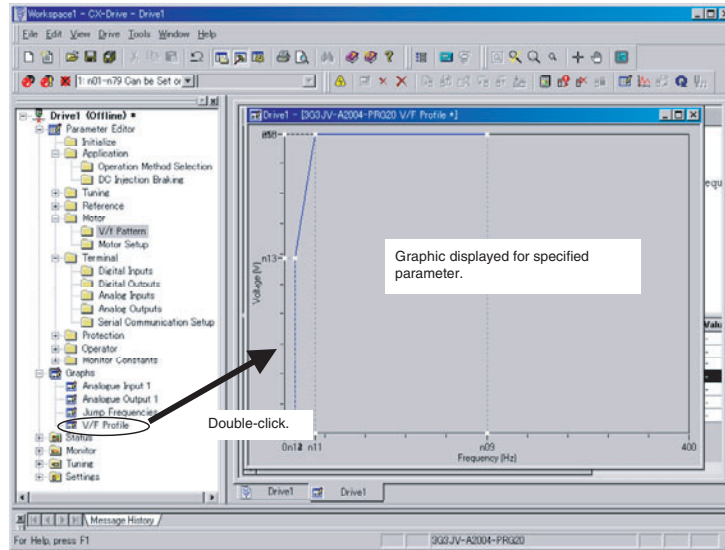 Workspace1 - CX-Drive - Drive1
File Edit View Drive Tools Window Help
1: n01-n79 Can be Set or
Drive1 (Offline) *
Parameter Editor
Initialize
Application
Operation Method Selection
DC Injection Braking
Tuning
Reference
Motor
V/f Pattern
Motor Setup
Terminal
Digital Inputs
Digital Outputs
Analog Inputs
Analog Outputs
Serial Communication Setup
Protection
Operator
Monitor Constants
Graphs
Analogue Input 1
Analogue Output 1
Jump Frequencies
V/F Profile
Status
Monitor
Tuning
Settings
Drive1 - [3G3JV-A2004-PRG20 V/F Profile *]
n13
Voltage [V]
Graphic displayed for specified
parameter.
Double-click.
n11
n09
400
Frequency (Hz)
equ
Valu
Drive1
Drive1
Message History
For Help, press F1
3G3JV-A2004-PRG20